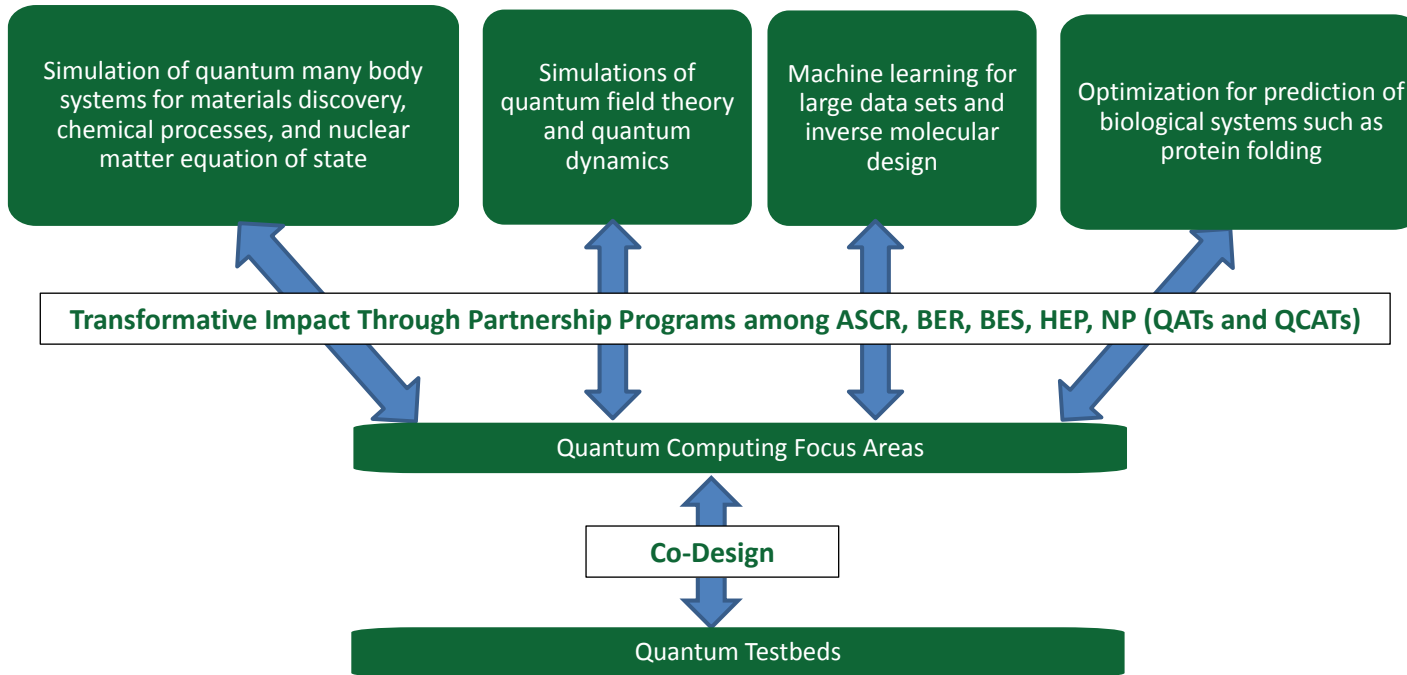 Simulation of quantum many body
systems for materials discovery,
chemical processes, and nuclear
matter equation of state
Simulations of
quantum field theory
and quantum
dynamics
Machine learning for
large data sets and
inverse molecular
design
Optimization for prediction of
biological systems such as
protein folding
Transformative Impact Through Partnership Programs among ASCR, BER, BES, HEP, NP (QATs and QCATs)
Quantum Computing Focus Areas
Co-Design
Quantum Testbeds